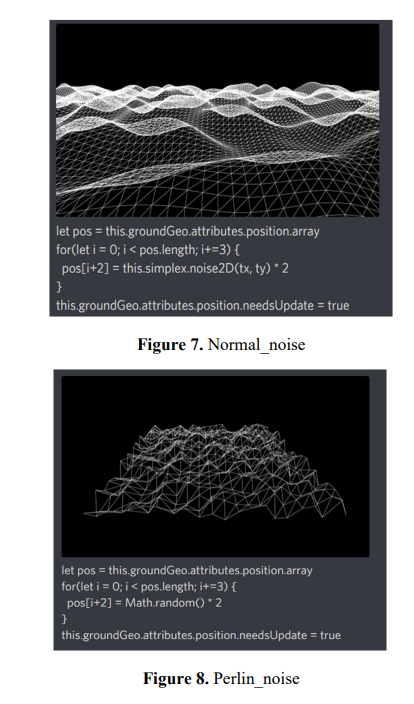 let pos = this.groundGeo.attributes.position.array
for(let i = 0; i < pos.length; i+=3) {
pos[i+2] = this.simplex.noise2D(tx, ty) * 2
}
this.groundGeo.attributes.position.needsUpdate = true
Figure 7. Normal_noise
let pos = this.groundGeo.attributes.position.array
for(let i = 0; i < pos.length; i+=3) {
pos[i+2] = Math.random() * 2
}
this.groundGeo.attributes.position.needsUpdate = true
Figure 8. Perlin_noise